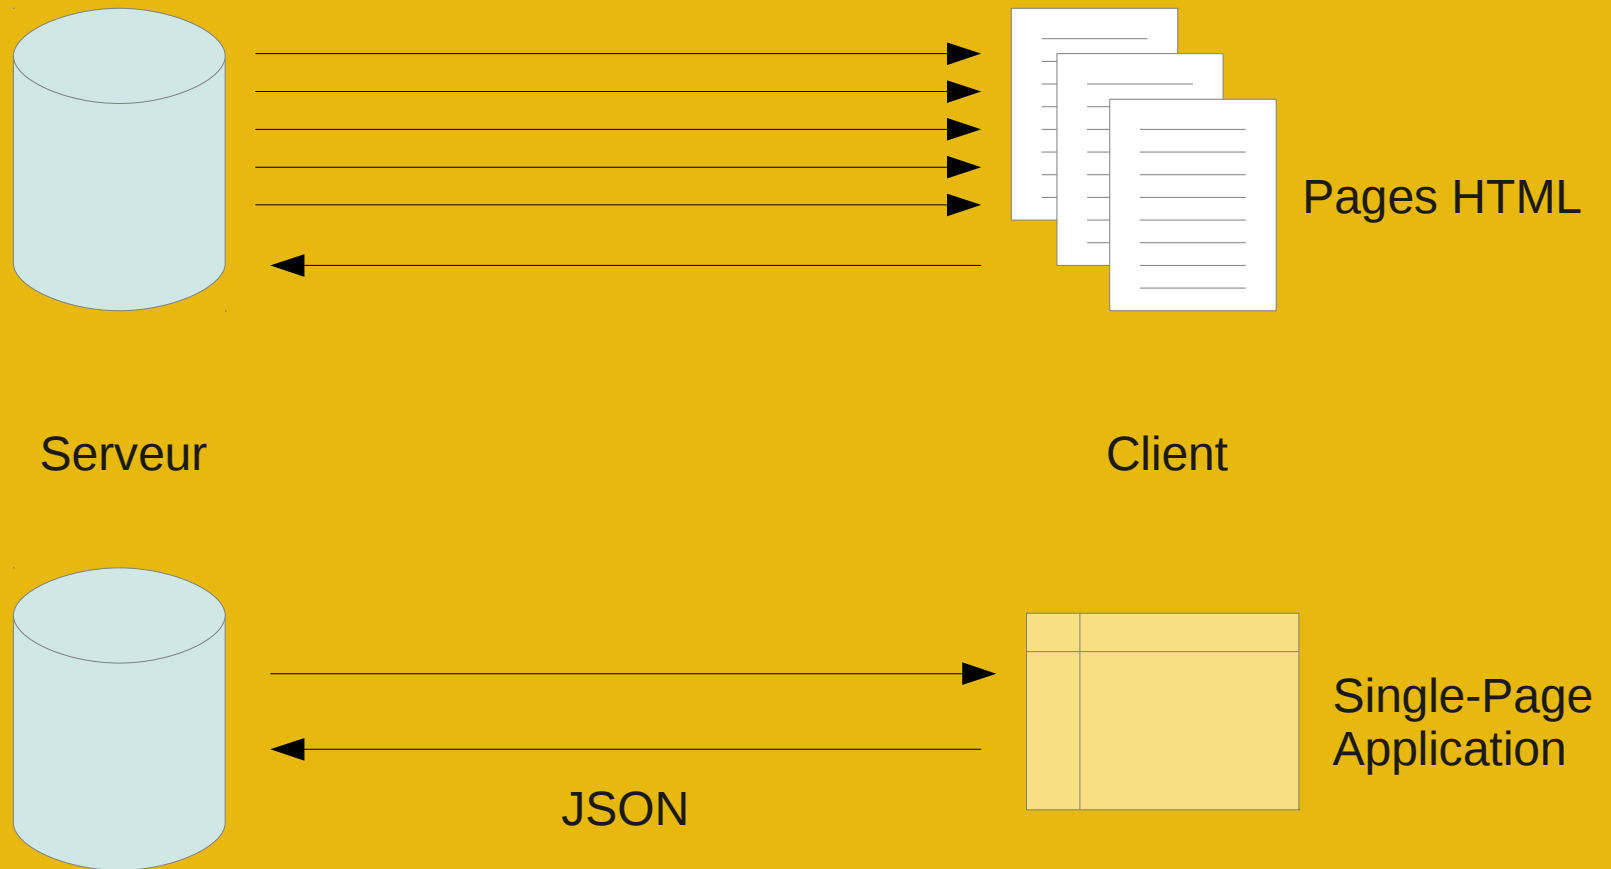 Pages HTML
Serveur
Client
Single-Page
Application
JSON